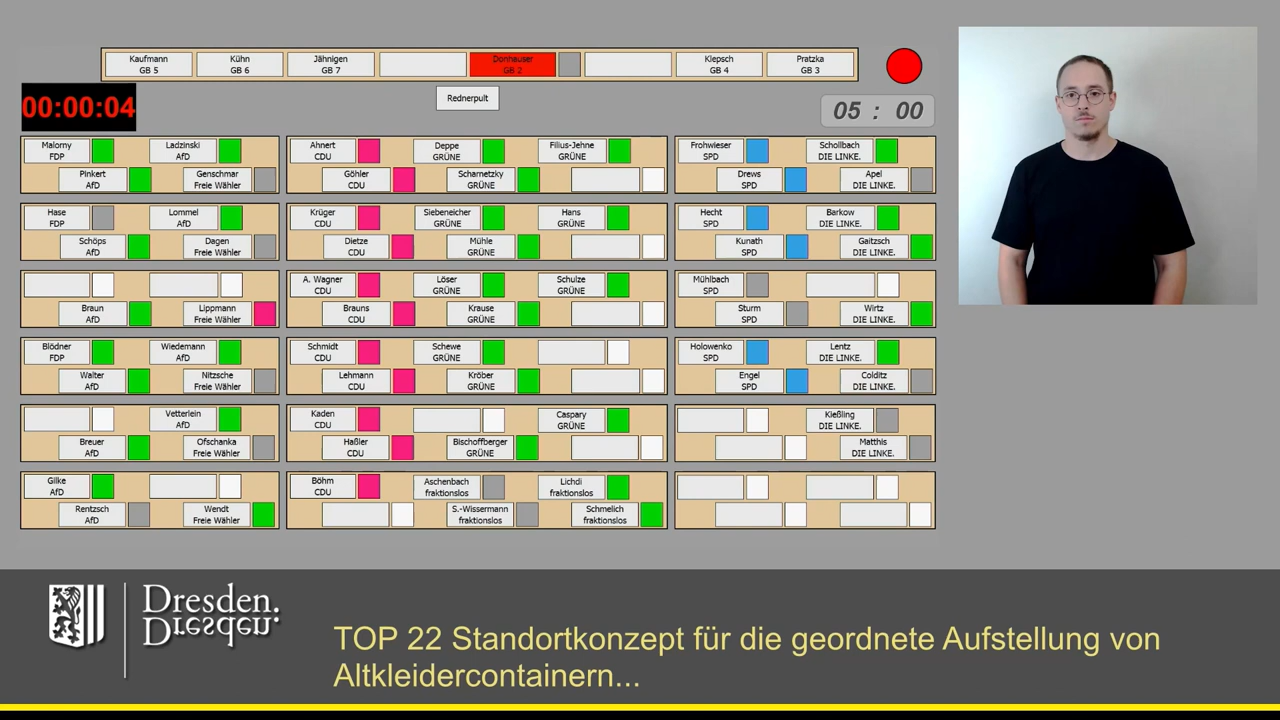 Kaufmann
GB 5
Kühn
GB 6
Jähnigen
GB 7
Donhauser
GB 2
Klepsch
GB 4
Pratzka
GB 3
00:00:04
Rednerpult
05 : 00
Malorny
FDP
Ladzinski
AfD
Pinkert
AfD
Genschmar
Freie Wähler
Ahnert
CDU
Deppe
GRÜNE
Filius-Jehne
GRÜNE
Göhler
CDU
Scharnetzky
GRÜNE
Frohwieser
SPD
Schollbach
DIE LINKE.
Drews
SPD
Apel
DIE LINKE.
Hase
FDP
Lommel
AfD
Schöps
AfD
Dagen
Freie Wähler
Krüger
CDU
Siebeneicher
GRÜNE
Hans
GRÜNE
Dietze
CDU
Mühle
GRÜNE
Hecht
SPD
Barkow
DIE LINKE.
Kunath
SPD
Gaitzsch
DIE LINKE.
Braun
AfD
Lippmann
Freie Wähler
A. Wagner
CDU
Löser
GRÜNE
Schulze
GRÜNE
Brauns
CDU
Krause
GRÜNE
Mühlbach
SPD
Sturm
SPD
Wirtz
DIE LINKE.
Blödner
FDP
Wiedemann
AfD
Walter
AfD
Nitzsche
Freie Wähler
Schmidt
CDU
Schewe
GRÜNE
Lehmann
CDU
Kröber
GRÜNE
Holowenko
SPD
Lentz
DIE LINKE.
Engel
SPD
Colditz
DIE LINKE.
Vetterlein
AfD
Breuer
AfD
Ofschanka
Freie Wähler
Kaden
CDU
Caspary
GRÜNE
Haßler
CDU
Bischoffberger
GRÜNE
Kießling
DIE LINKE.
Matthis
DIE LINKE.
Gilke
AfD
Rentzsch
AfD
Wendt
Freie Wähler
Böhm
CDU
Aschenbach
fraktionslos
Lichdi
fraktionslos
S.-Wissermann
fraktionslos
Schmelich
fraktionslos
Dresden.
Dresden.
TOP 22 Standortkonzept für die geordnete Aufstellung von
Altkleidercontainern...